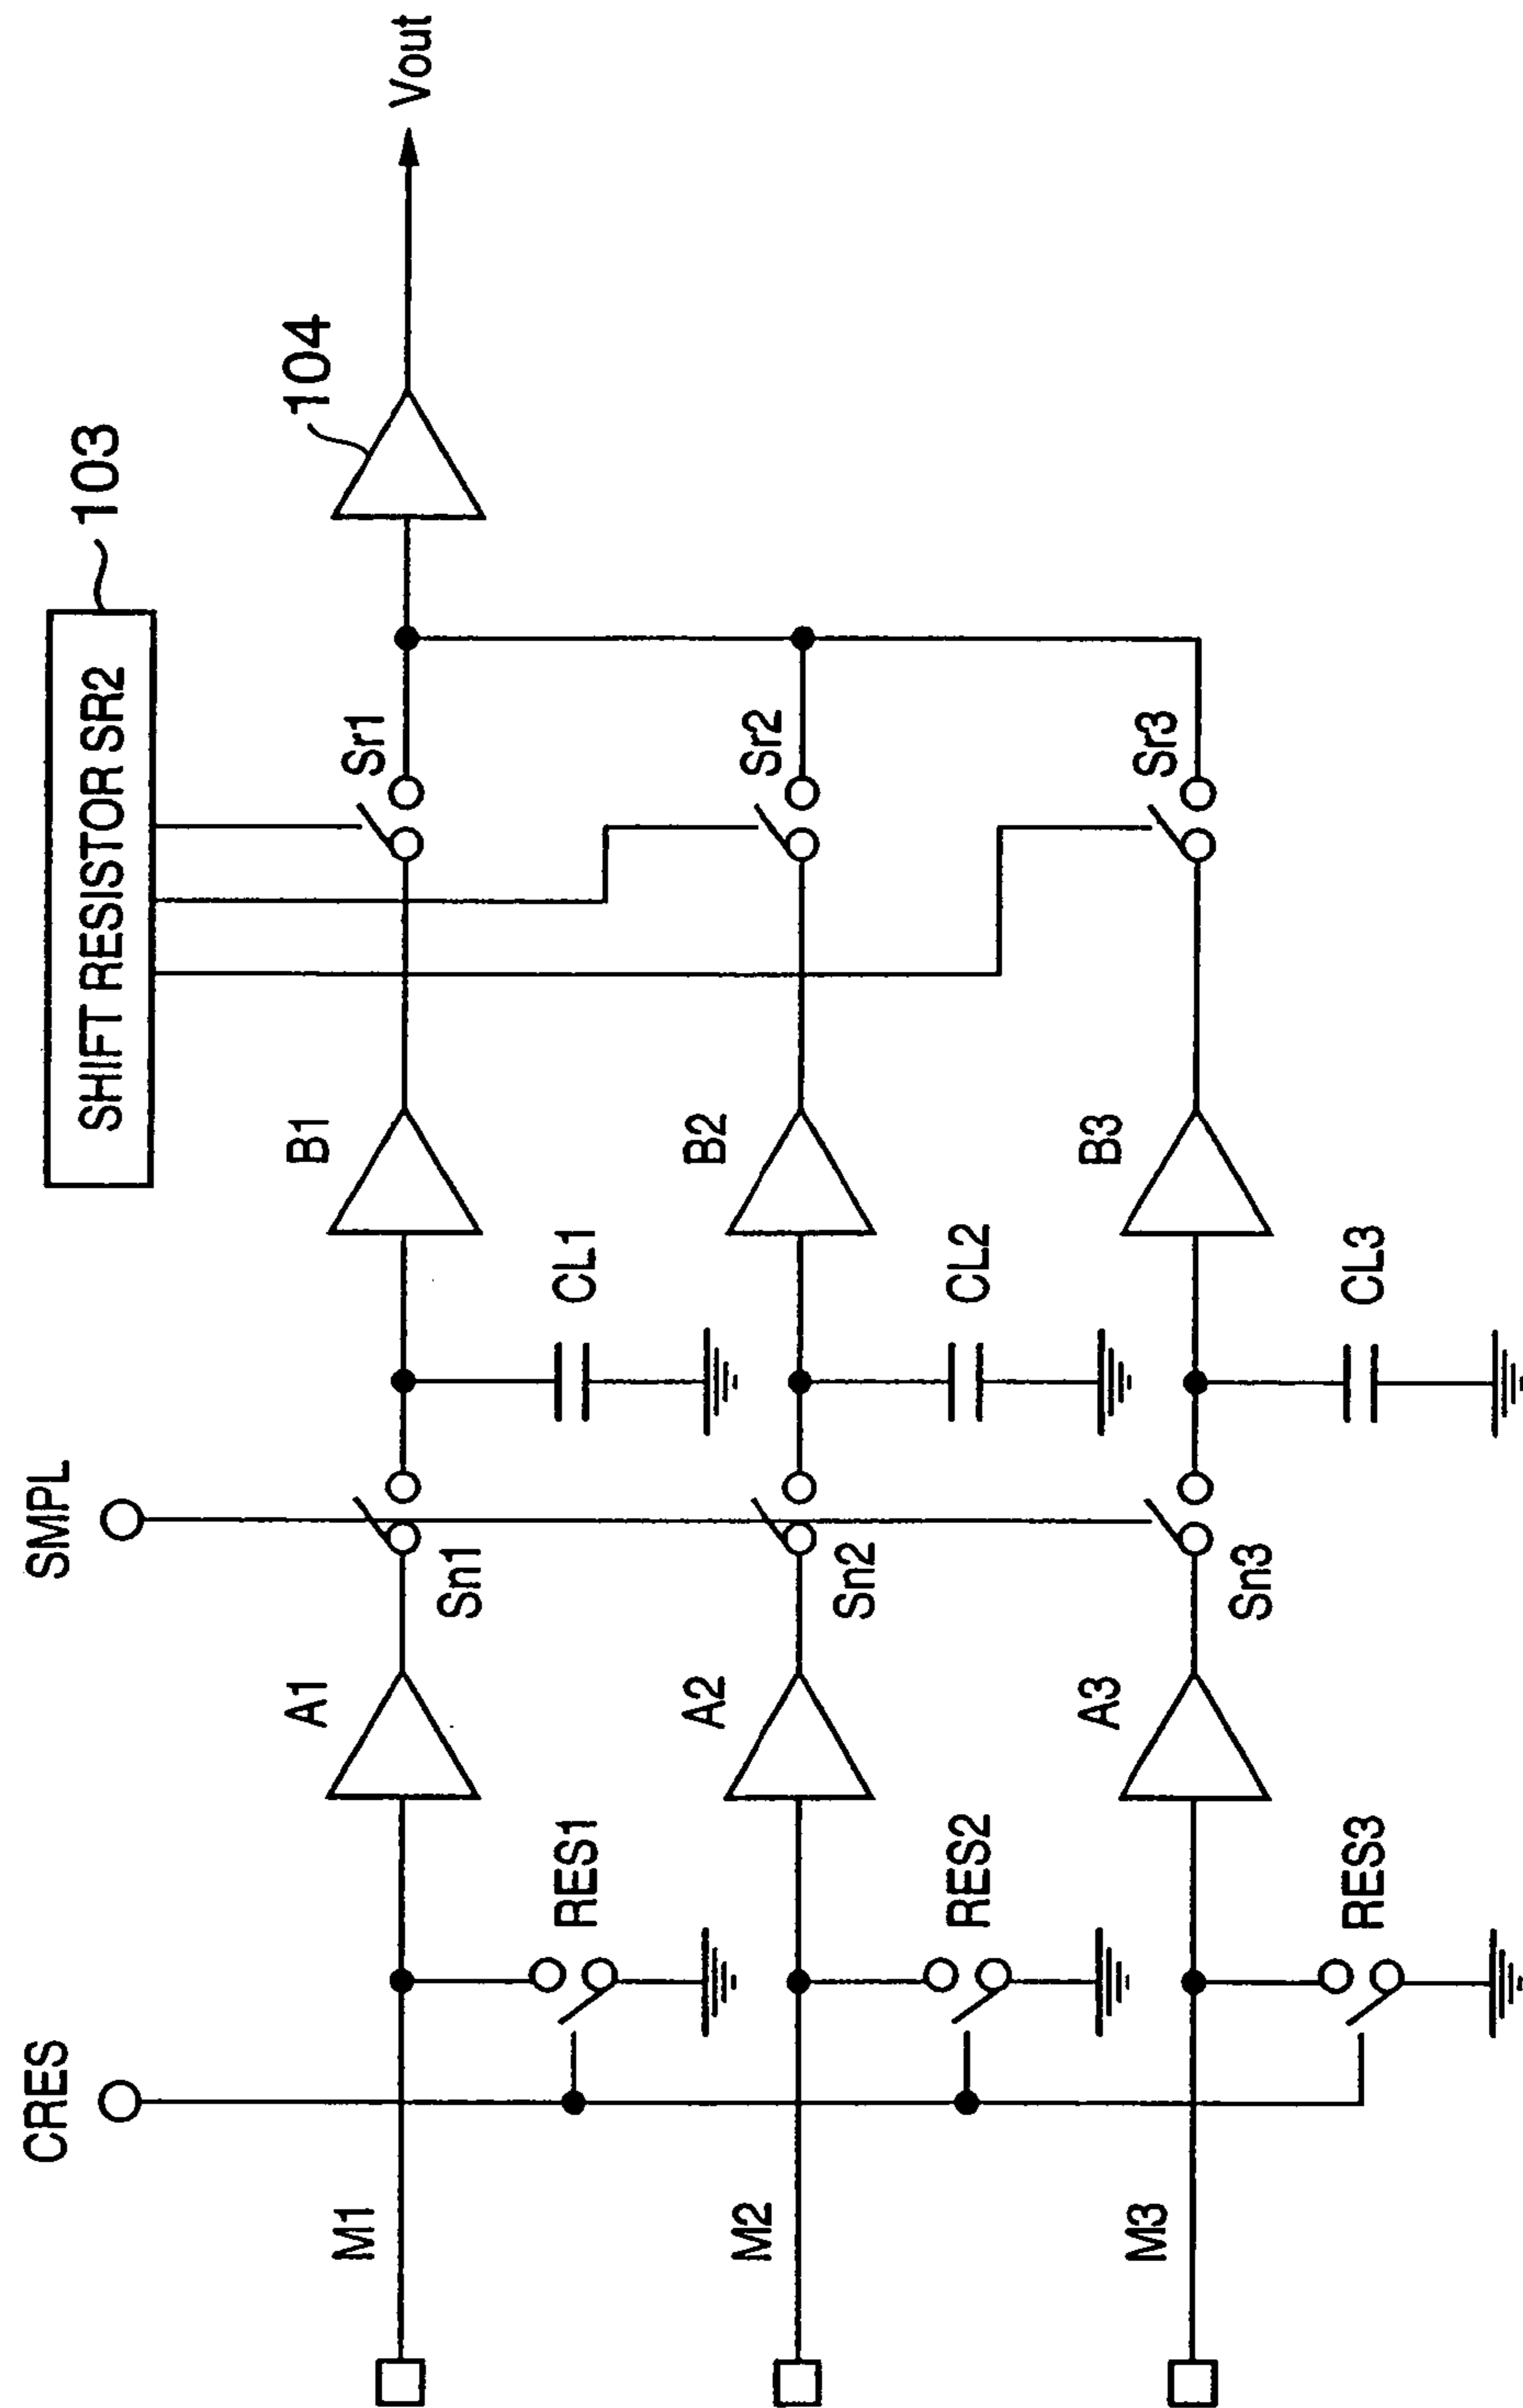 CRES
SMPL
SHIFT RESISTOR SR2
103
M1
RES1
A1
Sn1
CL1
B1
Sr1
104
Vout
M2
RES2
A2
Sn2
CL2
B2
Sr2
M3
RES3
A3
Sn3
CL3
B3
Sr3